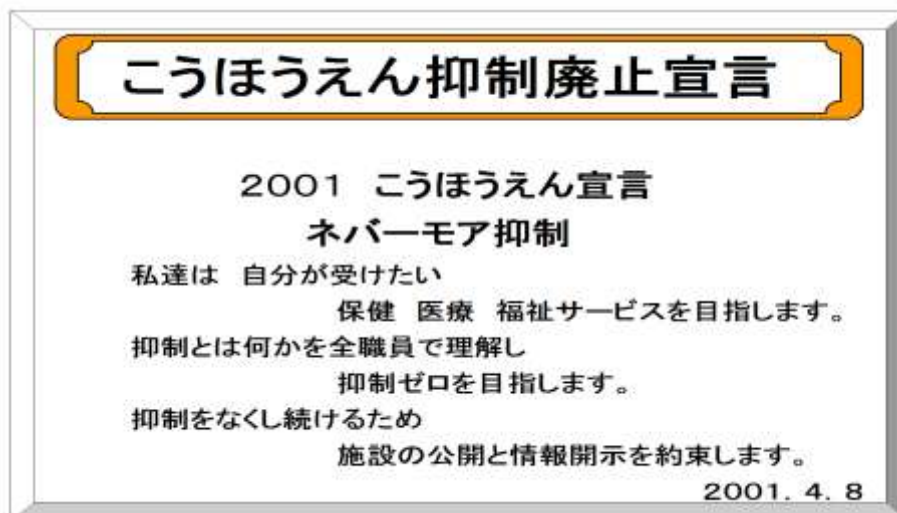 こうほうえん抑制廃止宣言
2001　こうほうえん宣言
ネバーモア抑制
私達は　自分が受けたい
保健　医療　福祉サービスを目指します。
抑制とは何かを全職員で理解し
抑制ゼロを目指します。
抑制をなくし続けるため
施設の公開と情報開示を約束します。
2001．4．8